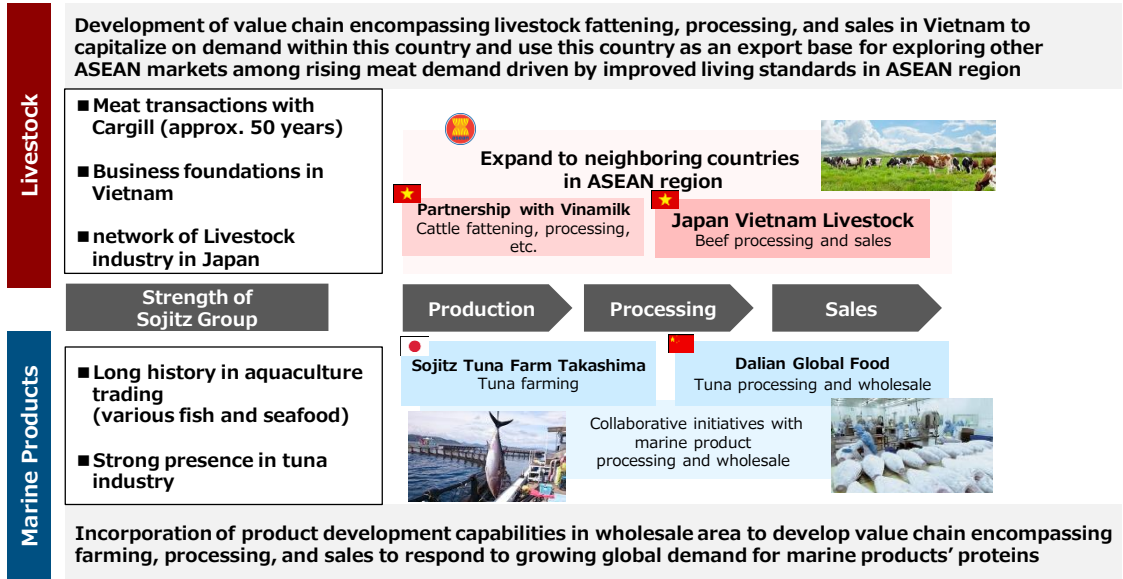 Livestock
Development of value chain encompassing livestock fattening, processing, and sales in Vietnam to
capitalize on demand within this country and use this country as an export base for exploring other
ASEAN markets among rising meat demand driven by improved living standards in ASEAN region
■ Meat transactions with
Cargill (approx. 50 years)
■ Business foundations in
Vietnam
■ network of Livestock
industry in Japan
Expand to neighboring countries
in ASEAN region
Partnership with Vinamilk
Cattle fattening, processing,
etc.
Japan Vietnam Livestock
Beef processing and sales
Strength of
Sojitz Group
Production
Processing
Sales
Marine Products
■ Long history in aquaculture
trading
(various fish and seafood)
■ Strong presence in tuna
industry
Sojitz Tuna Farm Takashima
Tuna farming
Dalian Global Food
Tuna processing and wholesale
Collaborative initiatives with
marine product
processing and wholesale
Incorporation of product development capabilities in wholesale area to develop value chain encompassing
farming, processing, and sales to respond to growing global demand for marine products’ proteins